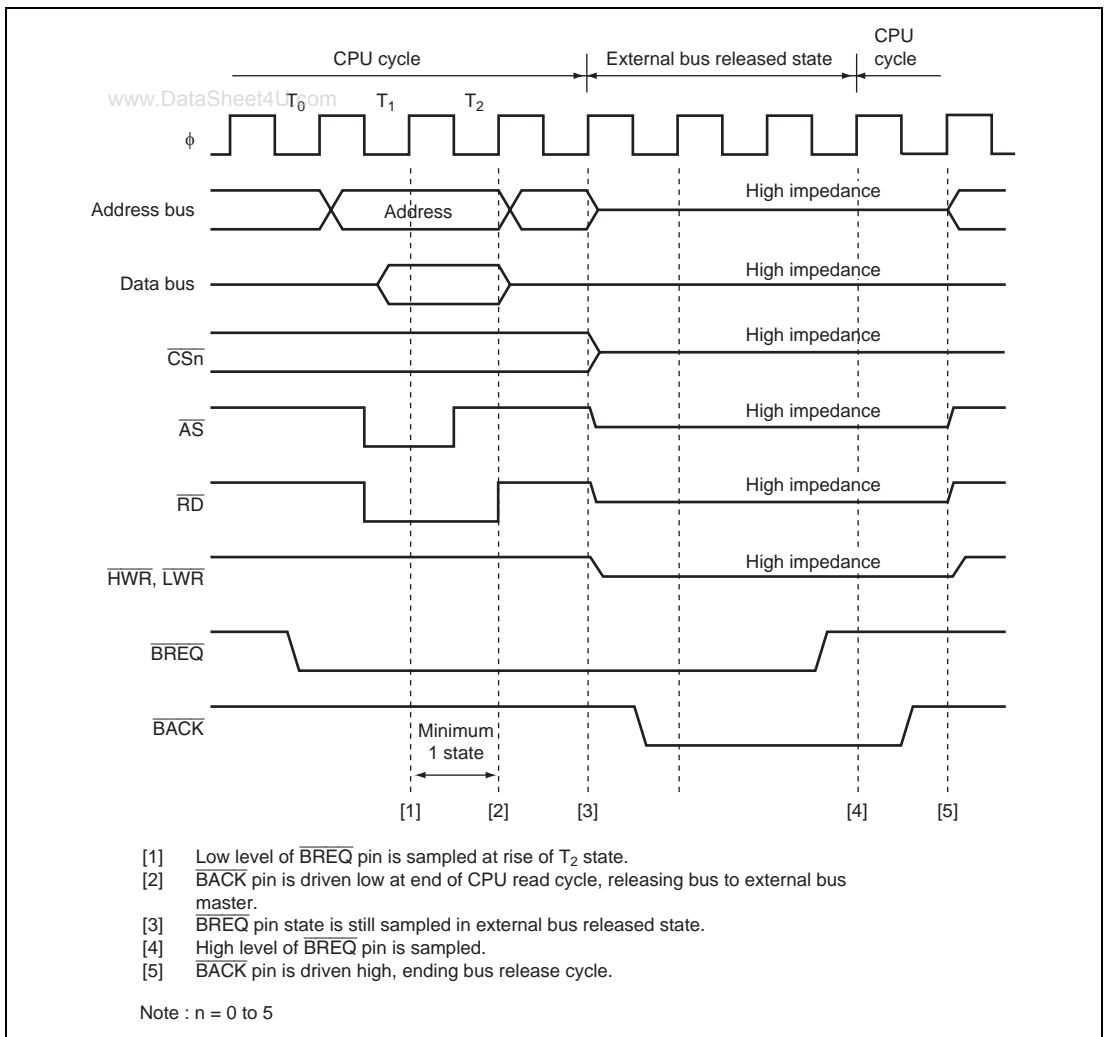 CPU cycle
External bus released state
CPU
cycle
www.DataSheet4U.com
T0
T1
T2
ϕ
Address bus
Address
High impedance
Data bus
High impedance
CSn
High impedance
AS
High impedance
RD
High impedance
HWR, LWR
High impedance
BREQ
BACK
Minimum
1 state
[1] [2] [3] [4] [5]
[1] Low level of BREQ pin is sampled at rise of T2 state.
[2] BACK pin is driven low at end of CPU read cycle, releasing bus to external bus
master.
[3] BREQ pin state is still sampled in external bus released state.
[4] High level of BREQ pin is sampled.
[5] BACK pin is driven high, ending bus release cycle.
Note : n = 0 to 5